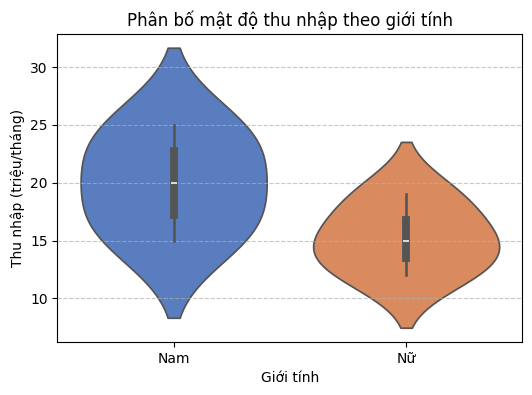 Phân bố mật độ thu nhập theo giới tính
Thu nhập (triệu/tháng)
30
25
20
15
10
Nam
Nữ
Giới tính